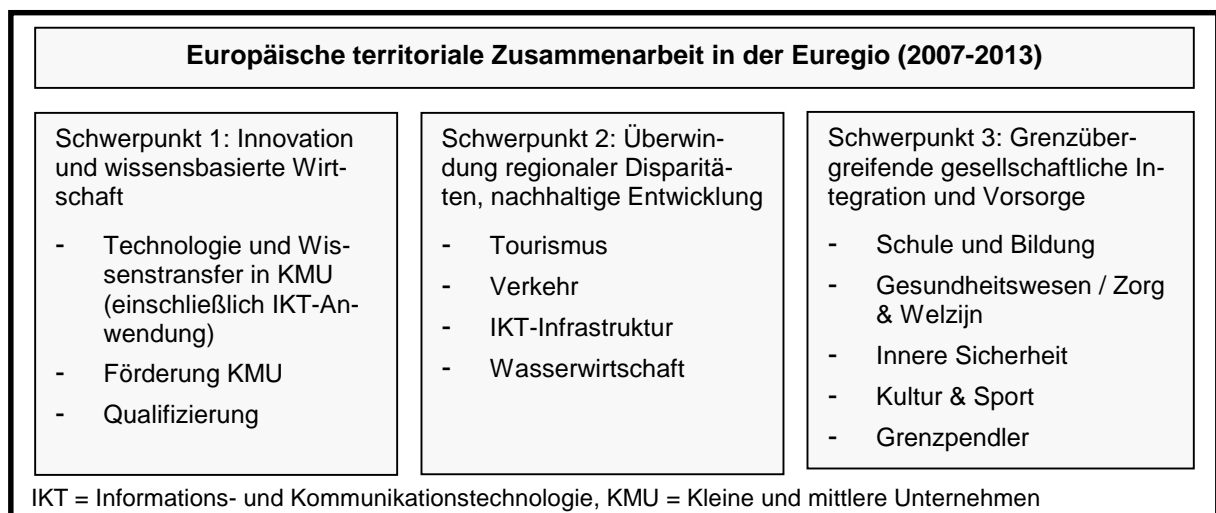 Europäische territoriale Zusammenarbeit in der Euregio (2007-2013)
Schwerpunkt 1: Innovation
und wissensbasierte Wirt-
schaft
- Technologie und Wis-
senstransfer in KMU
(einschließlich IKT-An-
wendung)
- Förderung KMU
- Qualifizierung
Schwerpunkt 2: Überwin-
dung regionaler Disparitä-
ten, nachhaltige Entwicklung
- Tourismus
- Verkehr
- IKT-Infrastruktur
- Wasserwirtschaft
Schwerpunkt 3: Grenzüber-
greifende gesellschaftliche In-
tegration und Vorsorge
- Schule und Bildung
- Gesundheitswesen / Zorg
& Welzijn
- Innere Sicherheit
- Kultur & Sport
- Grenzpendler
IKT = Informations- und Kommunikationstechnologie, KMU = Kleine und mittlere Unternehmen